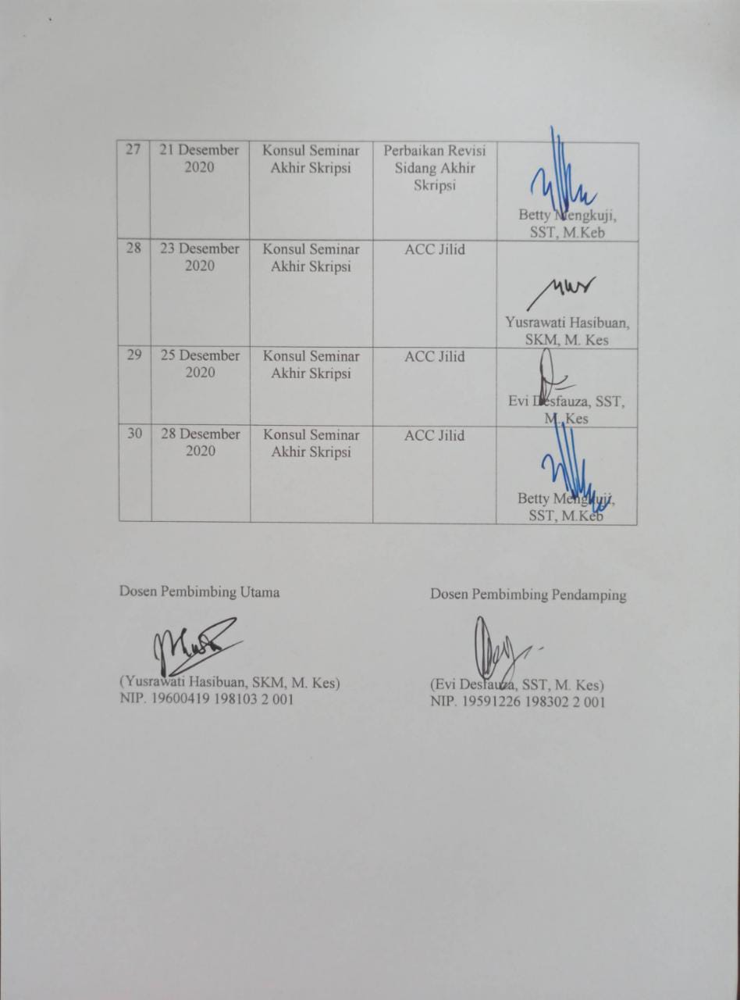 27 21 Desember Konsul Seminar Perbaikan Revisi
2020 Akhir Skripsi Sidang Akhir
Skripsi
Betty Mengkuji,
SST, M.Keb
28 23 Desember Konsul Seminar ACC Jilid
2020 Akhir Skripsi
Yusrawati Hasibuan,
SKM, M. Kes
29 25 Desember Konsul Seminar ACC Jilid
2020 Akhir Skripsi
Evi Desfauza, SST,
M. Kes
30 28 Desember Konsul Seminar ACC Jilid
2020 Akhir Skripsi
Betty Mengkuji,
SST, M.Keb
Dosen Pembimbing Utama Dosen Pembimbing Pendamping
(Yusrawati Hasibuan, SKM, M. Kes) (Evi Desfauza, SST, M. Kes)
NIP. 19600419 198103 2 001 NIP. 19591226 198302 2 001